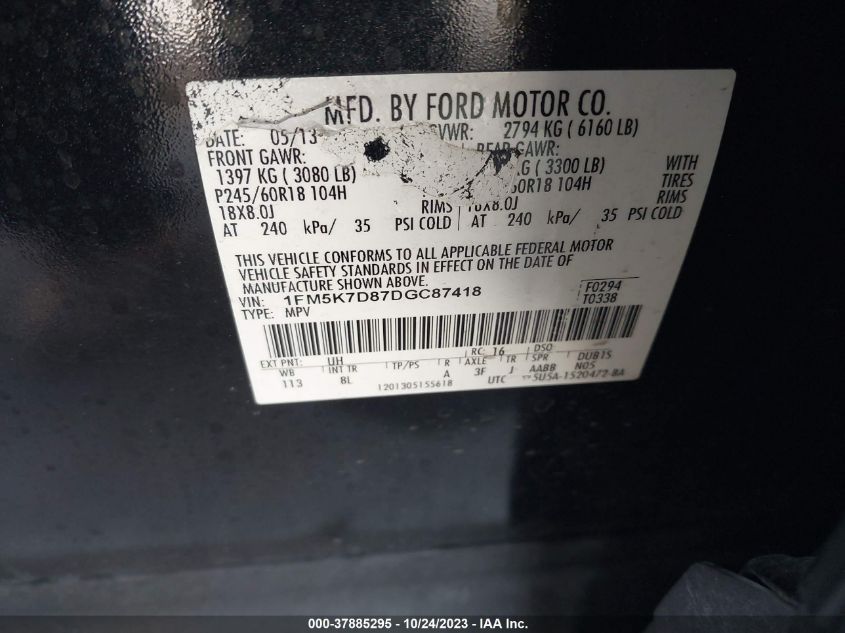 MFD. BY FORD MOTOR CO.
DATE: 05/13 GVWR: 2794 KG ( 6160 LB)
FRONT GAWR: REAR GAWR:
1397 KG ( 3080 LB) KG ( 3300 LB) WITH
P245/60R18 104H 60R18 104H TIRES
18X8.0J RIMS 18X8.0J RIMS
AT 240 kPa/ 35 PSI COLD AT 240 kPa/ 35 PSI COLD
THIS VEHICLE CONFORMS TO ALL APPLICABLE FEDERAL MOTOR
VEHICLE SAFETY STANDARDS IN EFFECT ON THE DATE OF
MANUFACTURE SHOWN ABOVE.
VIN: 1FM5K7D87DGC87418 F0294
TYPE: MPV T0338
EXT PNT: UH RC: 16 DSO:
WB INT TR TP/PS R AXLE TR SPR DUB15
113 BL A 3F J AABB N05
1201305155618 UTC 5U5A-1520472-BA
000-37885295 - 10/24/2023 - IAA Holdings, LLC.